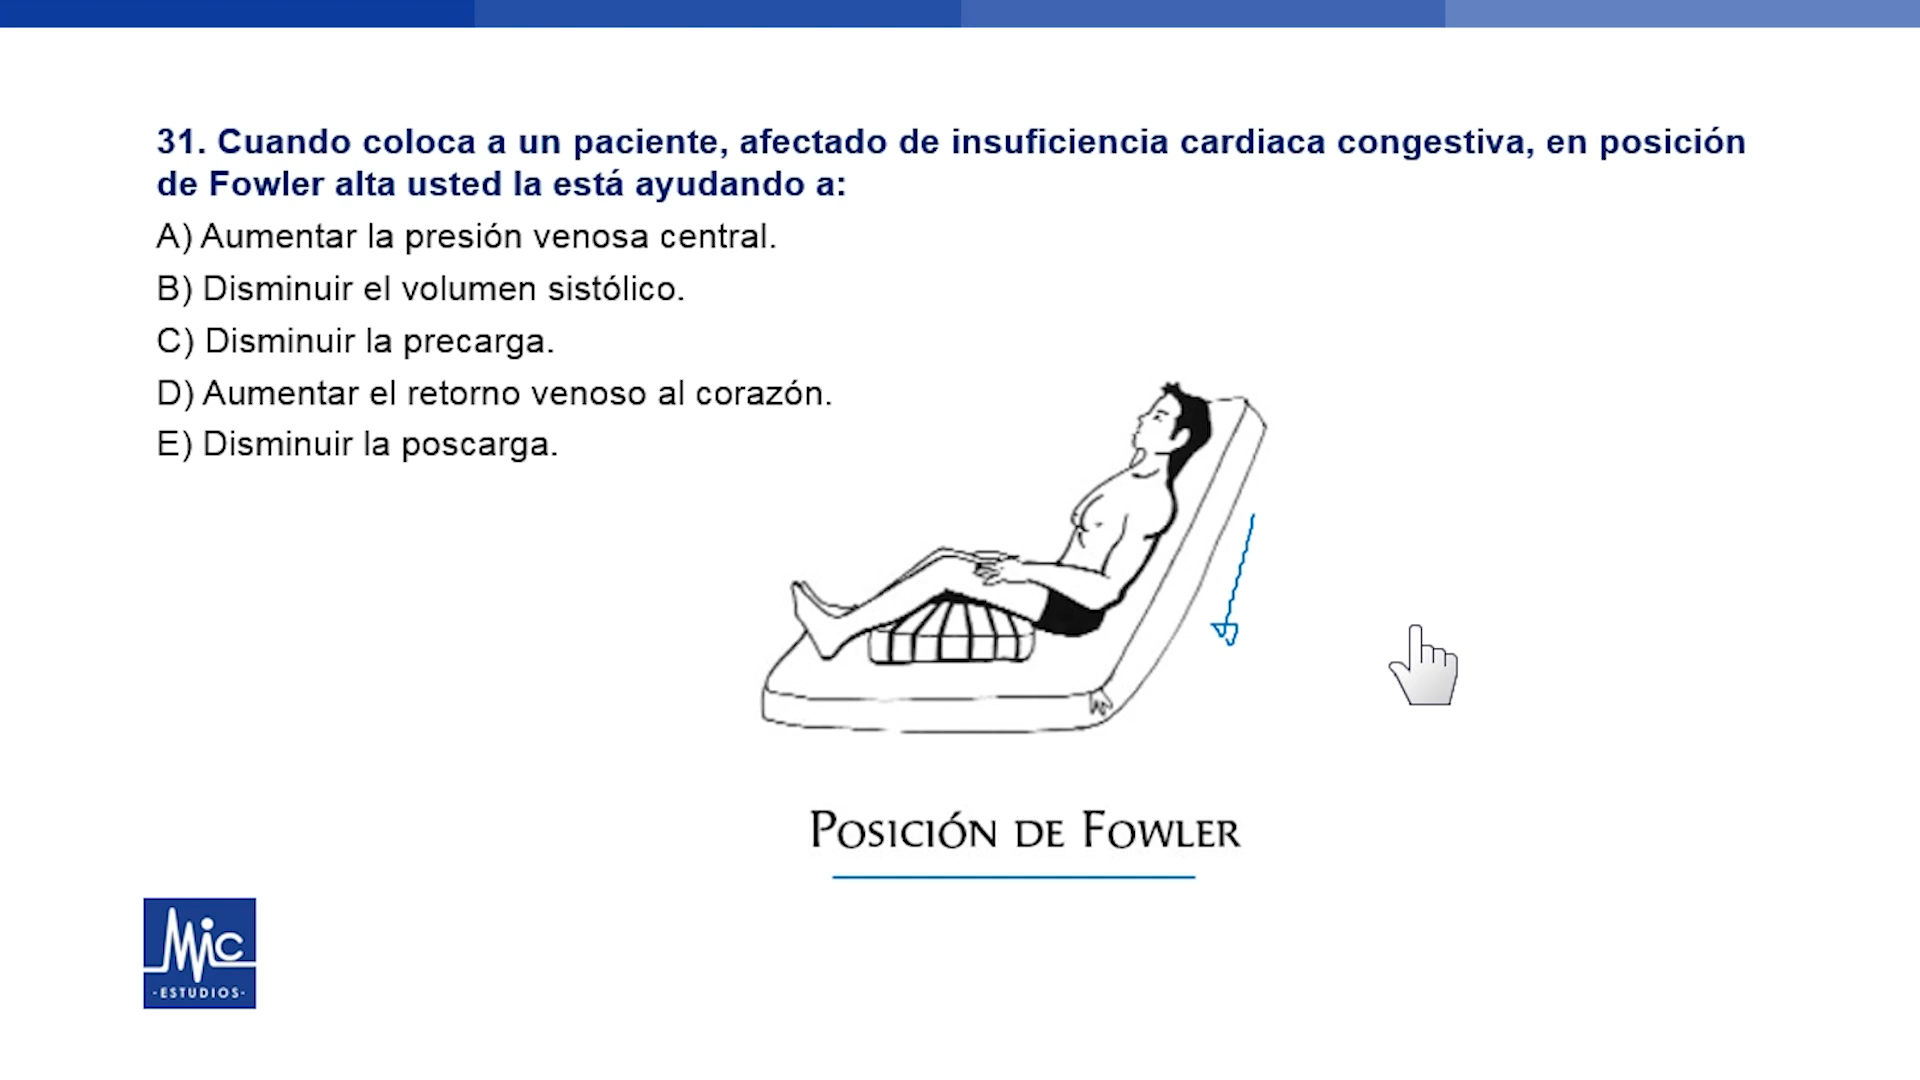 31. Cuando coloca a un paciente, afectado de insuficiencia cardiaca congestiva, en posición
de Fowler alta usted la está ayudando a:
A) Aumentar la presión venosa central.
B) Disminuir el volumen sistólico.
C) Disminuir la precarga.
D) Aumentar el retorno venoso al corazón.
E) Disminuir la poscarga.
POSICIÓN DE FOWLER
Mic
·ESTUDIOS·